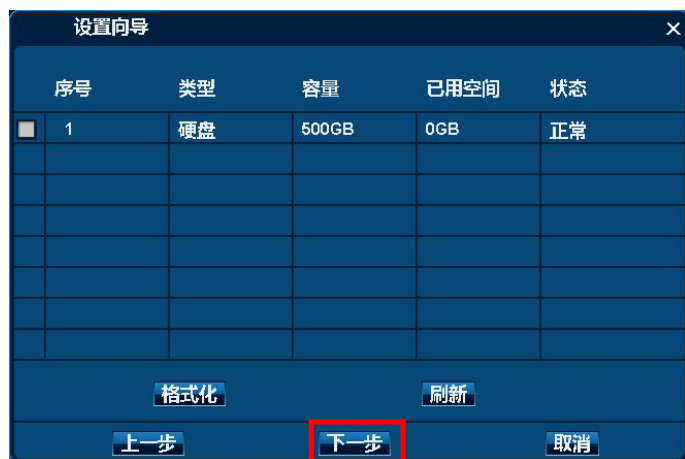 设置向导 ×
序号 类型 容量 已用空间 状态
1 硬盘 500GB 0GB 正常
格式化 刷新
上一步 下一步 取消